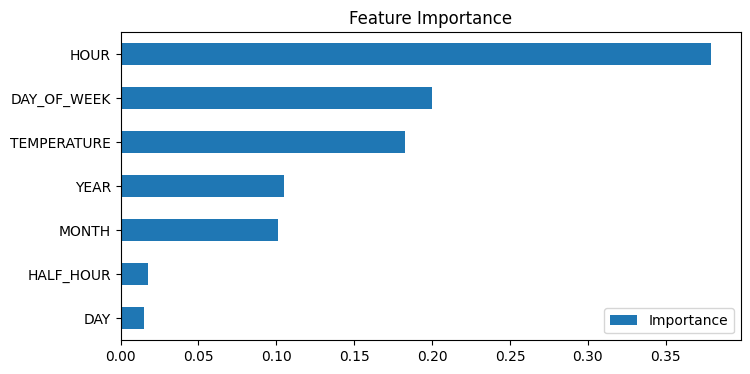 Feature Importance
HOUR
DAY_OF_WEEK
TEMPERATURE
YEAR
MONTH
HALF_HOUR
DAY
Importance
0.00 0.05 0.10 0.15 0.20 0.25 0.30 0.35